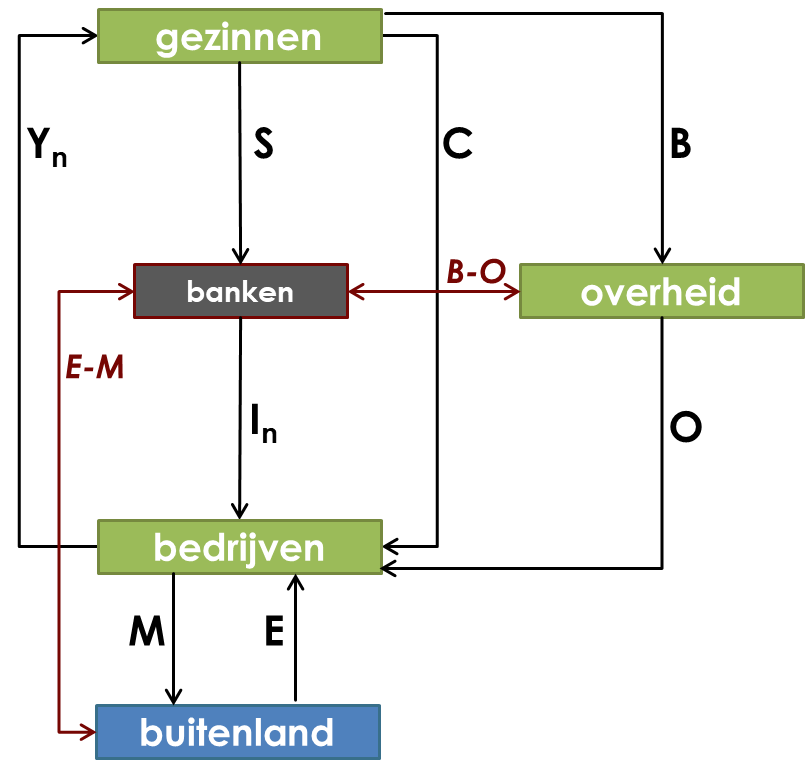 gezinnen
Yn
S
C
B
banken
B-O
overheid
E-M
In
O
bedrijven
M
E
buitenland